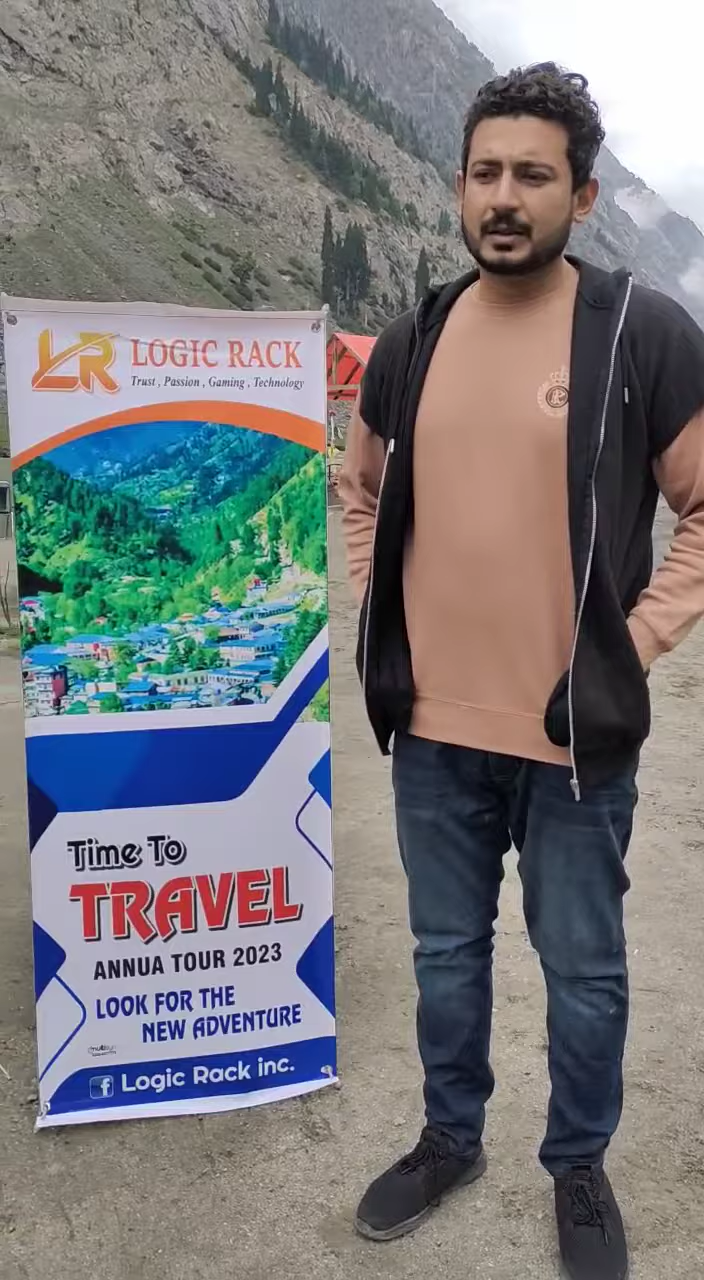 LR LOGIC RACK
Trust , Passion , Gaming , Technology
Time To
TRAVEL
ANNUA TOUR 2023
LOOK FOR THE
NEW ADVENTURE
f Logic Rack inc.